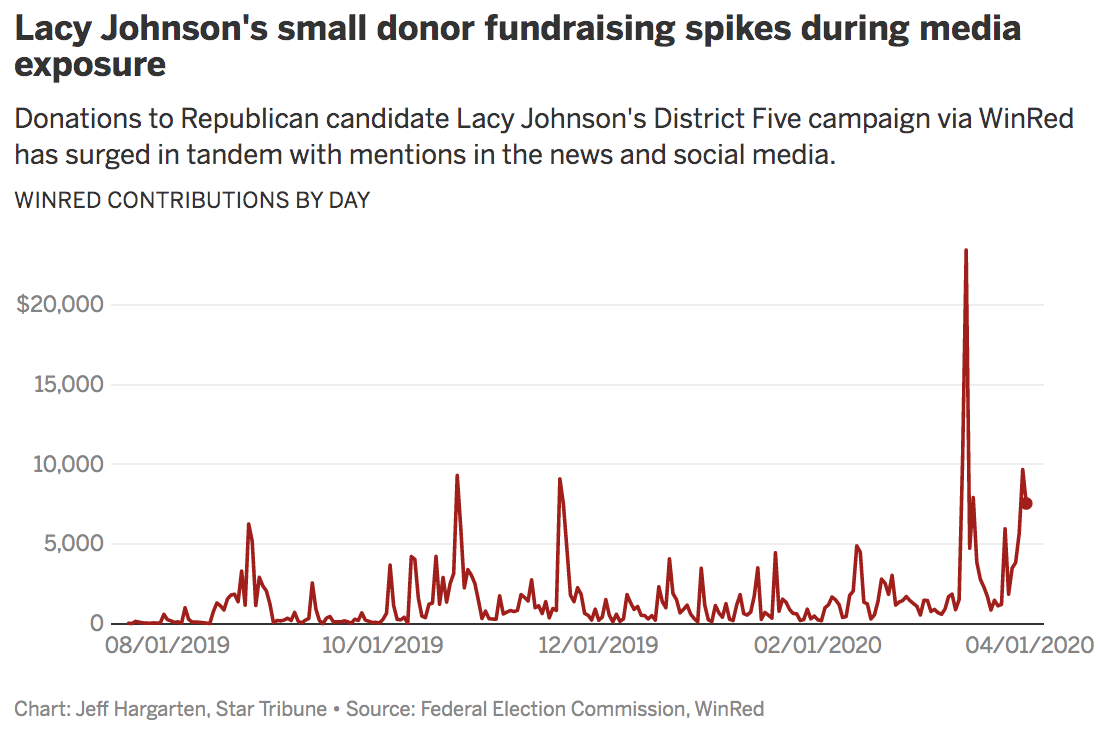 Lacy Johnson's small donor fundraising spikes during media
exposure
Donations to Republican candidate Lacy Johnson's District Five campaign via WinRed
has surged in tandem with mentions in the news and social media.
WINRED CONTRIBUTIONS BY DAY
$20,000
15,000
10,000
5,000
0
08/01/2019 10/01/2019 12/01/2019 02/01/2020 04/01/2020
Chart: Jeff Hargarten, Star Tribune • Source: Federal Election Commission, WinRed